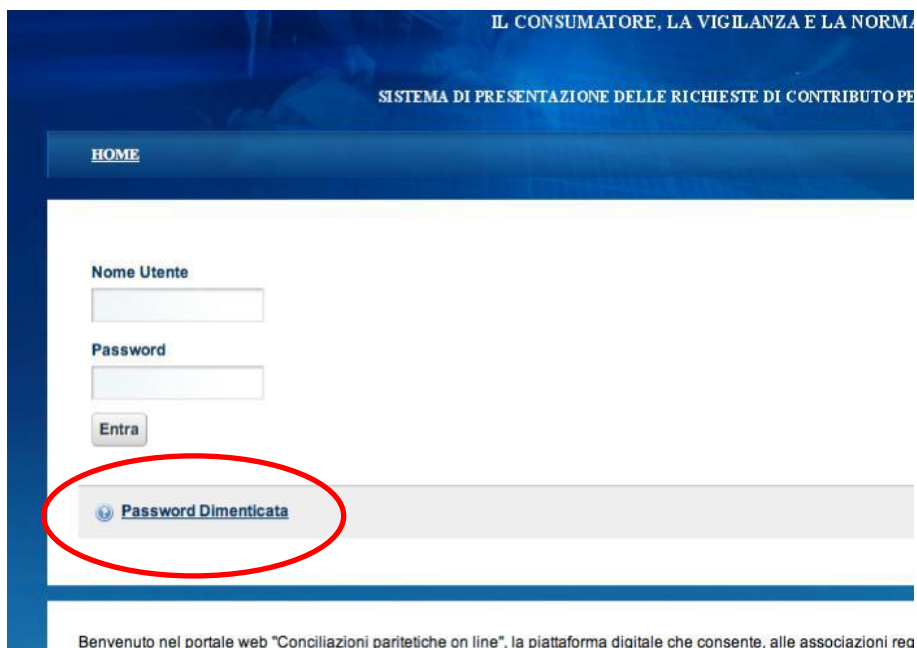 IL CONSUMATORE, LA VIGILANZA E LA NORMA
SISTEMA DI PRESENTAZIONE DELLE RICHIESTE DI CONTRIBUTO PE
HOME
Nome Utente
Password
Entra
Password Dimenticata
Benvenuto nel portale web "Conciliazioni paritetiche on line", la piattaforma digitale che consente, alle associazioni reg